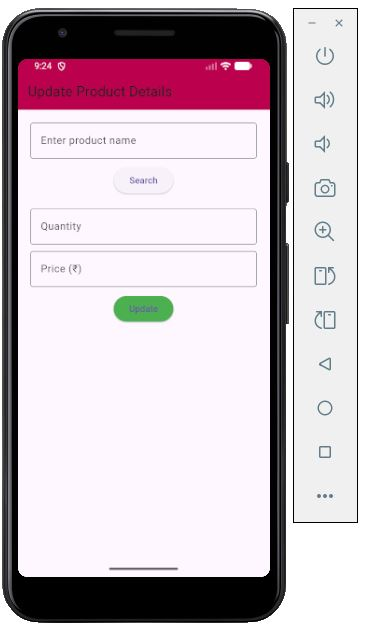 9:24
Update Product Details
Enter product name
Search
Quantity
Price (₹)
Update